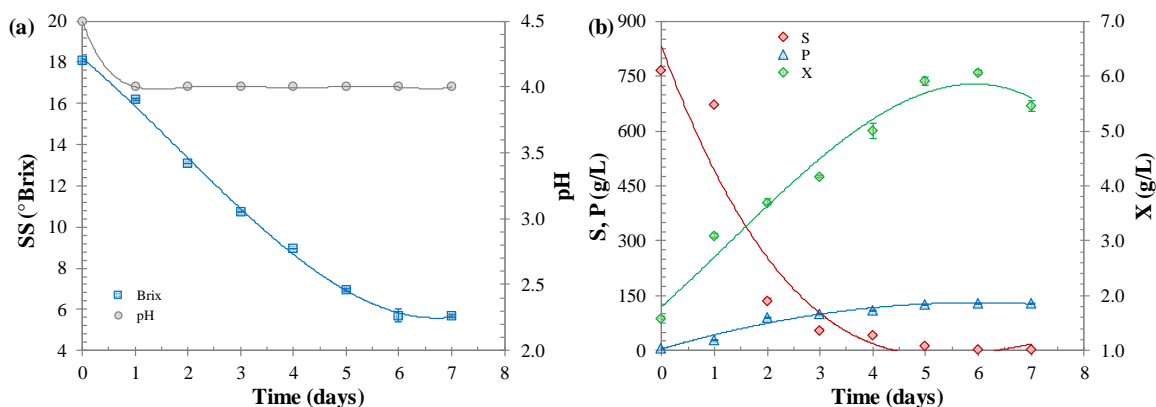 (a)
20
18
16
14
12
10
8
6
4
SS (°Brix)
4.5
4.0
3.5
3.0
2.5
2.0
pH
Brix
pH
0 1 2 3 4 5 6 7 8
Time (days)
(b)
900
750
600
450
300
150
0
S, P (g/L)
7.0
6.0
5.0
4.0
3.0
2.0
1.0
X (g/L)
S
P
X
0 1 2 3 4 5 6 7 8
Time (days)